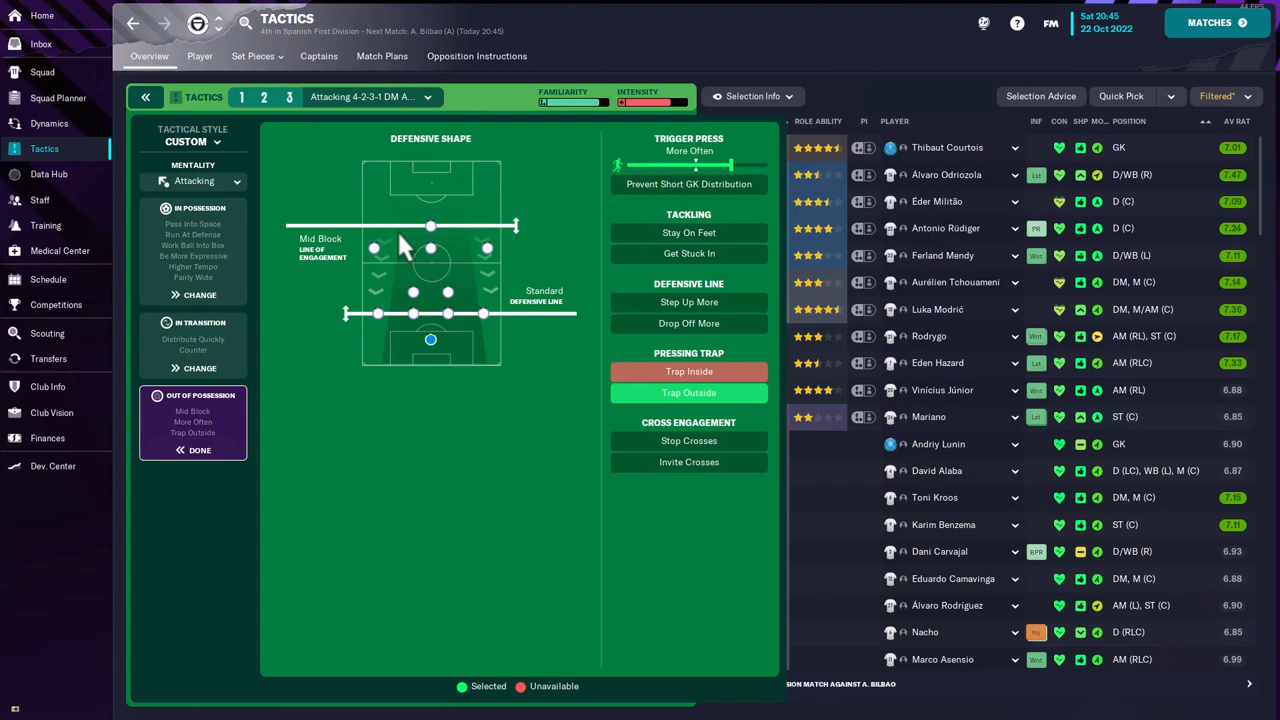 44 FPS
Home
TACTICS
4th in Spanish First Division - Next Match: A. Bilbao (A) (Today 20:45)
FM
Sat 20:45
22 Oct 2022
MATCHES
Inbox
Overview
Player
Set Pieces
Captains
Match Plans
Opposition Instructions
Squad
Squad Planner
Dynamics
Tactics
Data Hub
Staff
Training
Medical Center
Schedule
Competitions
Scouting
Transfers
Club Info
Club Vision
Finances
Dev. Center
TACTICS
1 2 3
Attacking 4-2-3-1 DM A...
FAMILIARITY
INTENSITY
Selection Info
Selection Advice
Quick Pick
Filtered*
TACTICAL STYLE
CUSTOM
MENTALITY
Attacking
IN POSSESSION
Pass Into Space
Run At Defense
Work Ball Into Box
Be More Expressive
Higher Tempo
Fairly Wide
CHANGE
IN TRANSITION
Distribute Quickly
Counter
CHANGE
OUT OF POSSESSION
Mid Block
More Often
Trap Outside
DONE
DEFENSIVE SHAPE
Mid Block
LINE OF
ENGAGEMENT
Standard
DEFENSIVE LINE
TRIGGER PRESS
More Often
Prevent Short GK Distribution
TACKLING
Stay On Feet
Get Stuck In
DEFENSIVE LINE
Step Up More
Drop Off More
PRESSING TRAP
Trap Inside
Trap Outside
CROSS ENGAGEMENT
Stop Crosses
Invite Crosses
Selected
Unavailable
ROLE ABILITY PI PLAYER INF CON SHP MO... POSITION AV RAT
Thibaut Courtois GK 7.01
Álvaro Odriozola Lst D/WB (R) 7.47
Éder Militão D (C) 7.09
Antonio Rüdiger PR D (C) 7.24
Ferland Mendy Wnt D/WB (L) 7.11
Aurélien Tchouameni DM, M (C) 7.14
Luka Modrić DM, M/AM (C) 7.36
Rodrygo Wnt AM (RL), ST (C) 7.17
Eden Hazard Lst AM (RLC) 7.33
Vinícius Júnior Wnt AM (RL) 6.88
Mariano Lst ST (C) 6.85
Andriy Lunin GK 6.90
David Alaba D (LC), WB (L), M (C) 6.87
Toni Kroos DM, M (C) 7.15
Karim Benzema ST (C) 7.11
Dani Carvajal BPR D/WB (R) 6.93
Eduardo Camavinga DM, M (C) 6.88
Álvaro Rodríguez AM (L), ST (C) 6.90
Nacho Inj D (RLC) 6.85
Marco Asensio Wnt AM (RLC) 6.99
SION MATCH AGAINST A. BILBAO